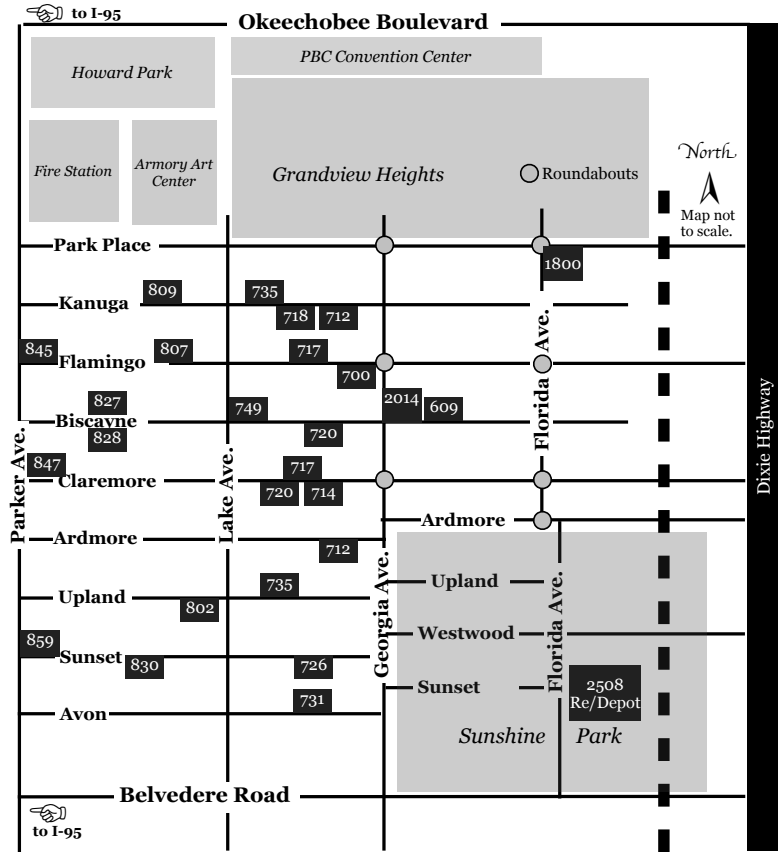 to I-95
Okeechobee Boulevard
Howard Park
PBC Convention Center
Fire Station
Armory Art
Center
Grandview Heights
Roundabouts
North
Map not
to scale.
Park Place
1800
809
735
Kanuga
718
712
Florida Ave.
845
807
717
Flamingo
700
827
749
2014
609
Biscayne
828
720
Parker Ave.
Lake Ave.
Dixie Highway
847
717
Claremore
720
714
Ardmore
Ardmore
712
Georgia Ave.
Florida Ave.
735
Upland
Upland
802
859
Westwood
Sunset
830
726
Sunset
2508
Re/Depot
731
Avon
Sunshine Park
Belvedere Road
to I-95